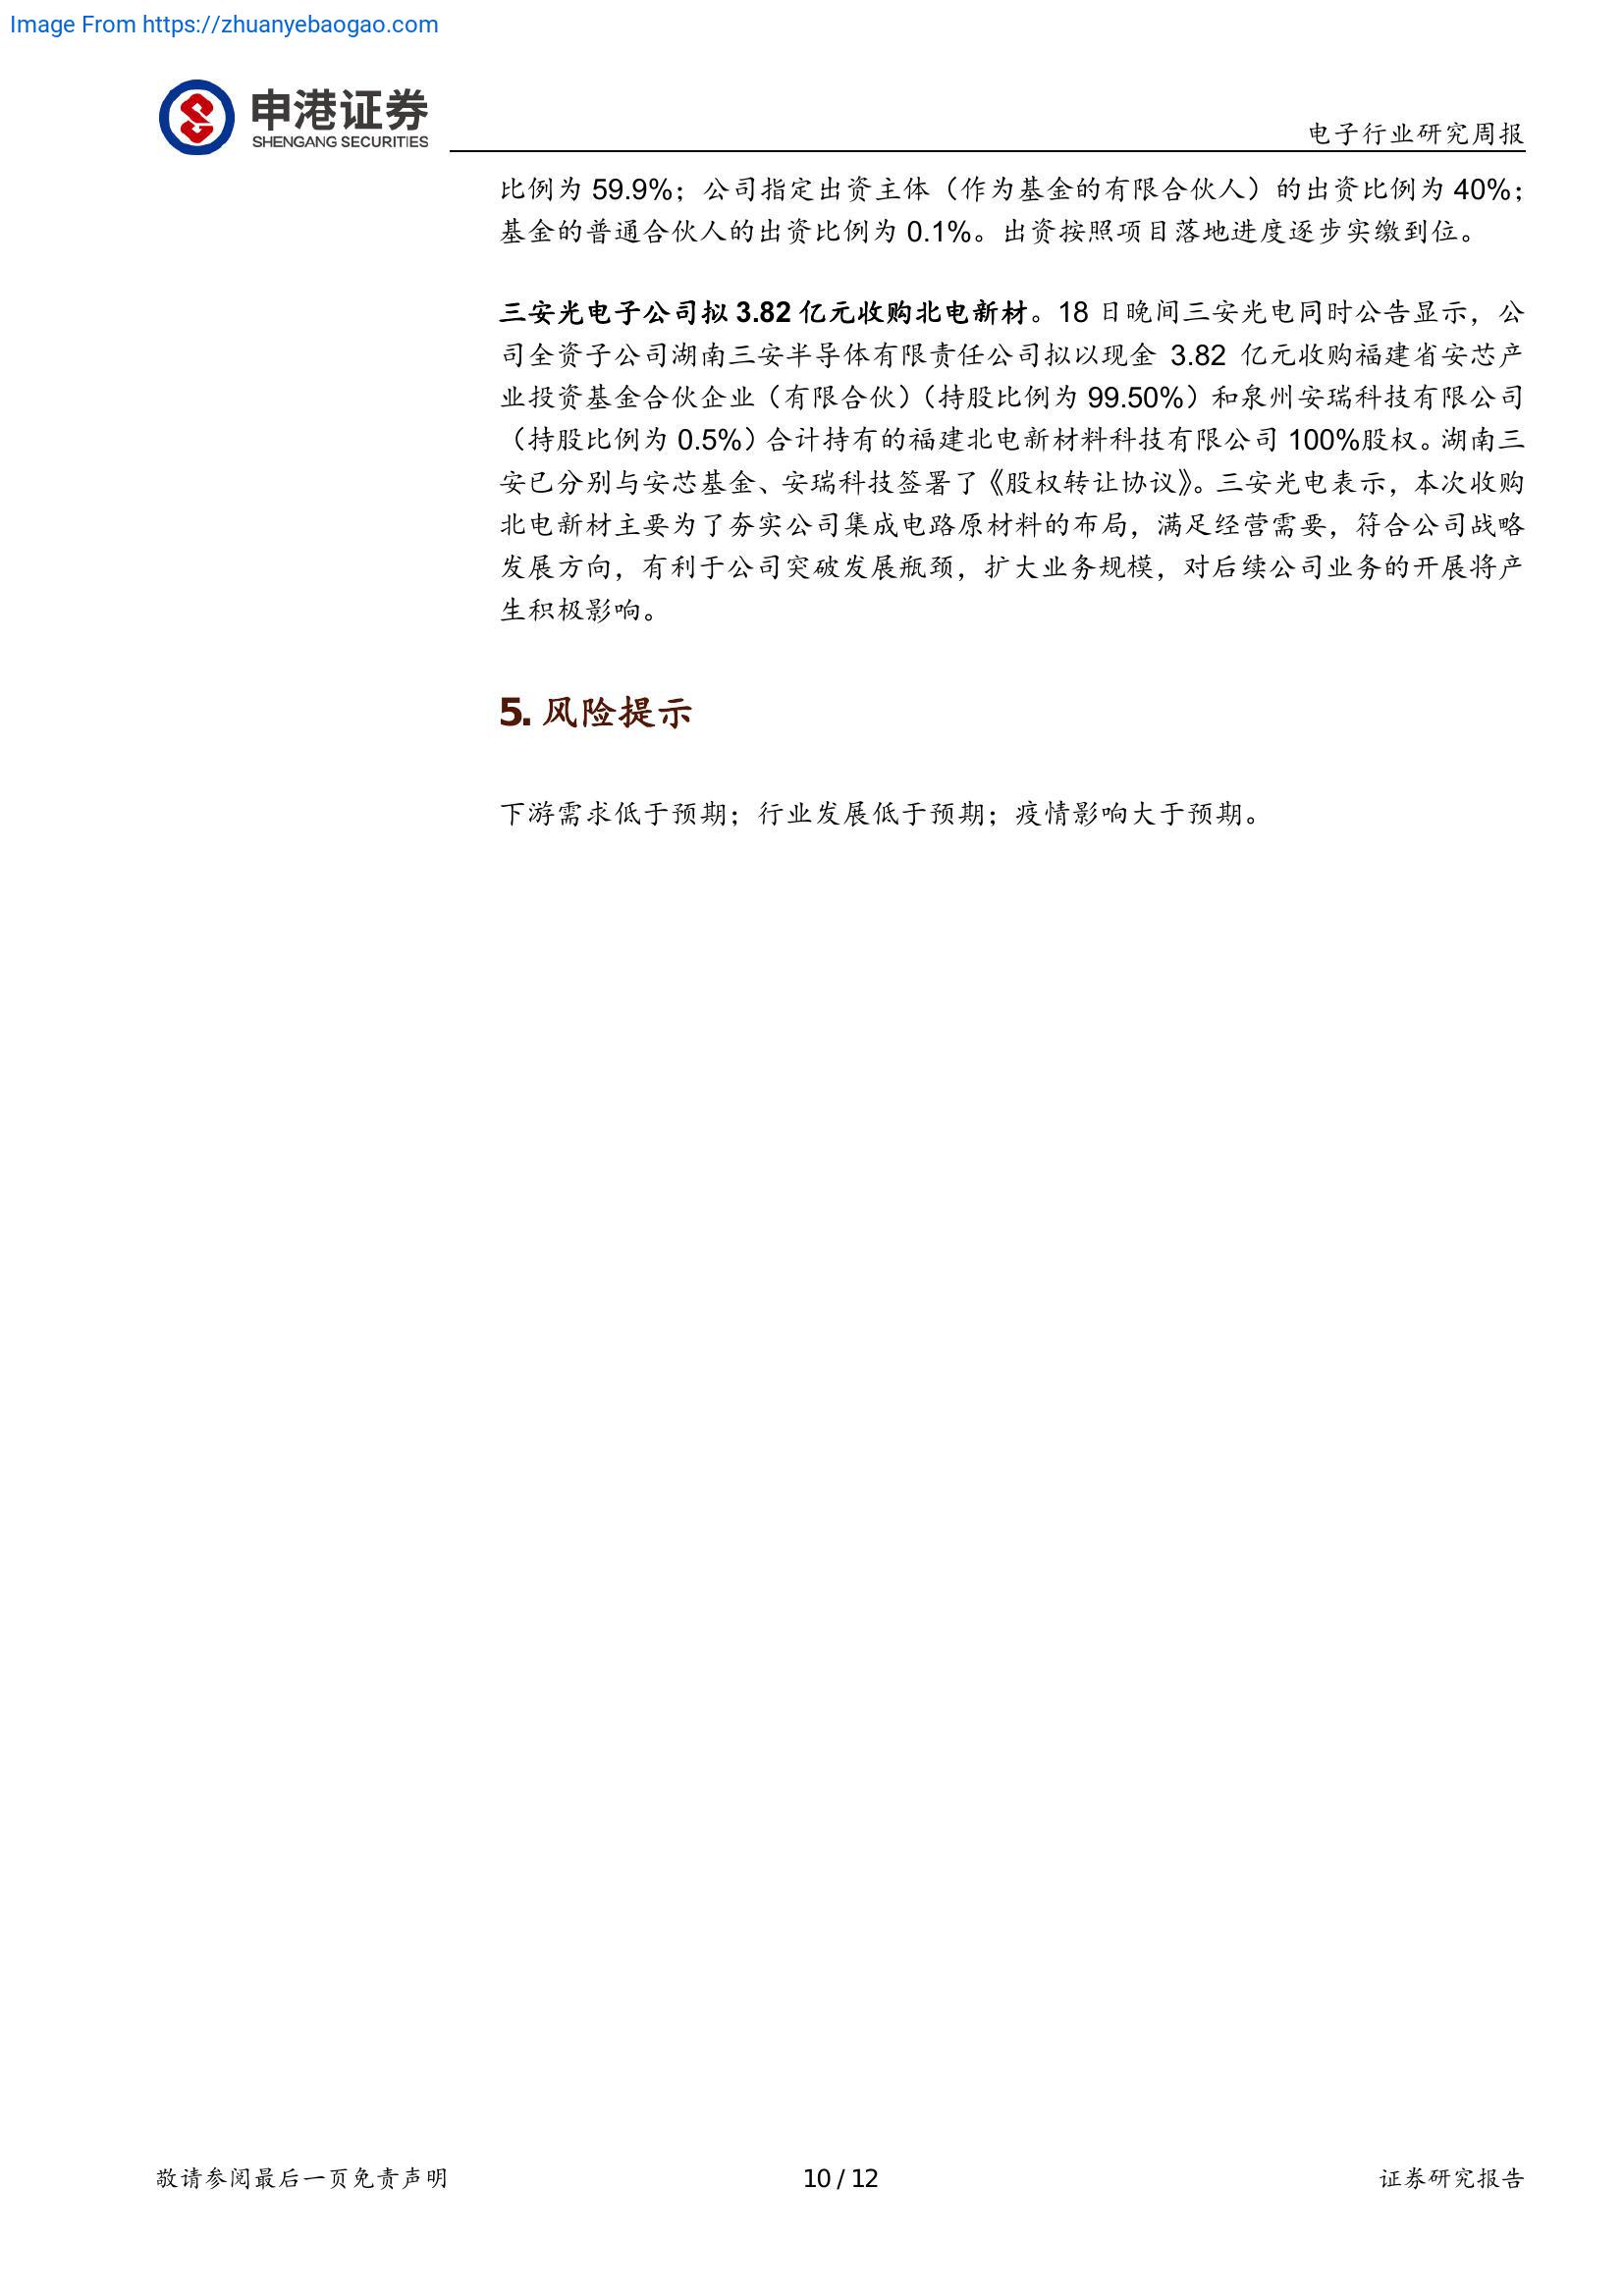 Image From https://zhuanyebaogao.com
申港证券
SHENGANG SECURITIES
电子行业研究周报
比例为 59.9%；公司指定出资主体（作为基金的有限合伙人）的出资比例为 40%；
基金的普通合伙人的出资比例为 0.1%。出资按照项目落地进度逐步实缴到位。
三安光电子公司拟 3.82 亿元收购北电新材。18 日晚间三安光电同时公告显示，公
司全资子公司湖南三安半导体有限责任公司拟以现金 3.82 亿元收购福建省安芯产
业投资基金合伙企业（有限合伙）（持股比例为 99.50%）和泉州安瑞科技有限公司
（持股比例为 0.5%）合计持有的福建北电新材料科技有限公司 100%股权。湖南三
安已分别与安芯基金、安瑞科技签署了《股权转让协议》。三安光电表示，本次收购
北电新材主要为了夯实公司集成电路原材料的布局，满足经营需要，符合公司战略
发展方向，有利于公司突破发展瓶颈，扩大业务规模，对后续公司业务的开展将产
生积极影响。
5. 风险提示
下游需求低于预期；行业发展低于预期；疫情影响大于预期。
敬请参阅最后一页免责声明
10 / 12
证券研究报告